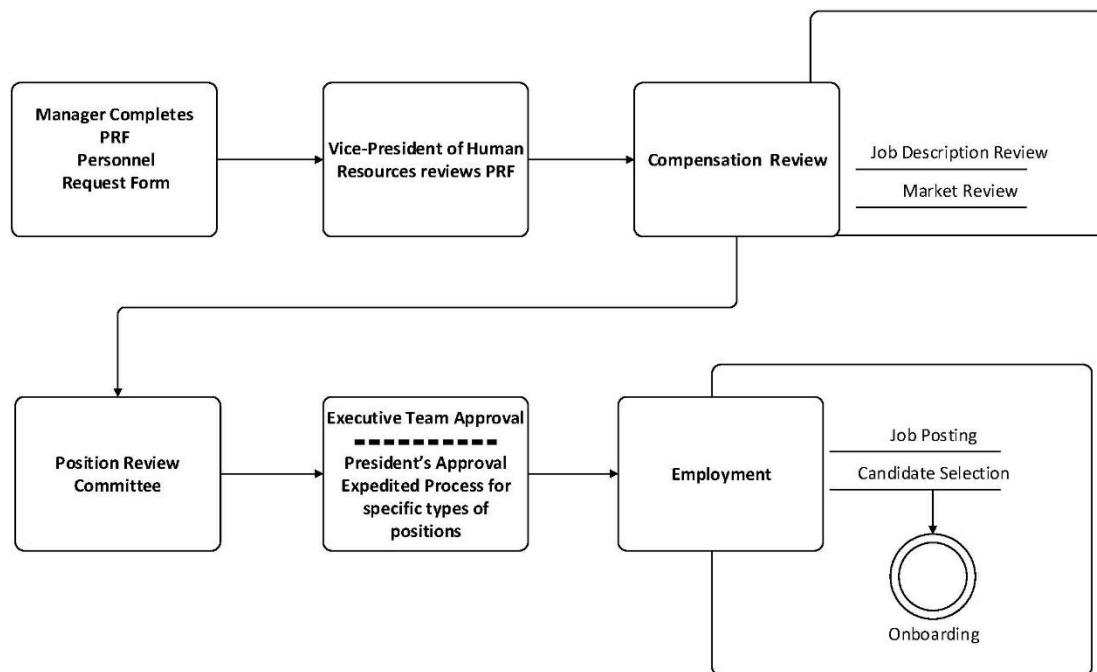 Manager Completes
PRF
Personnel
Request Form
Vice-President of Human
Resources reviews PRF
Compensation Review
Job Description Review
Market Review
Position Review
Committee
Executive Team Approval
President's Approval
Expedited Process for
specific types of
positions
Employment
Job Posting
Candidate Selection
Onboarding